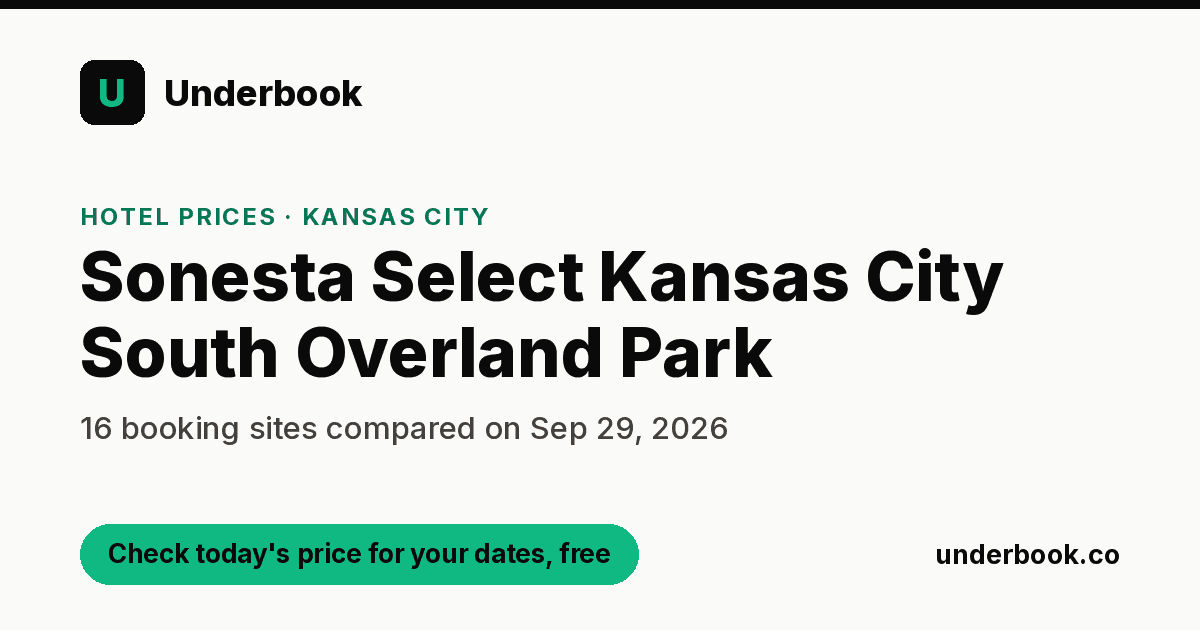 U Underbook
HOTEL PRICES · KANSAS CITY
Sonesta Select Kansas City
South Overland Park
16 booking sites compared on Sep 29, 2026
Check today's price for your dates, free
underbook.co